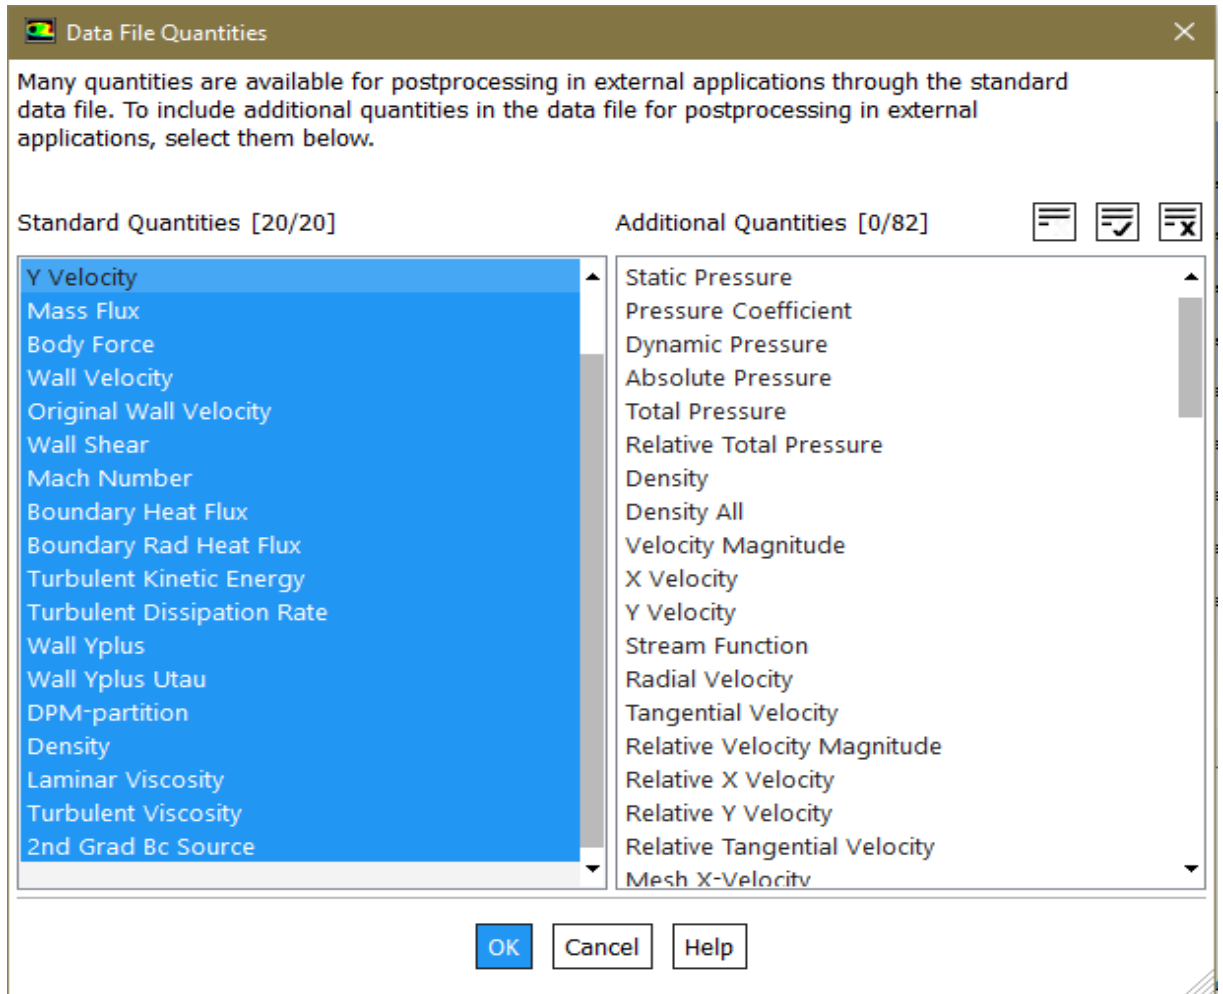 Data File Quantities
Many quantities are available for postprocessing in external applications through the standard
data file. To include additional quantities in the data file for postprocessing in external
applications, select them below.
Standard Quantities [20/20]
Y Velocity
Mass Flux
Body Force
Wall Velocity
Original Wall Velocity
Wall Shear
Mach Number
Boundary Heat Flux
Boundary Rad Heat Flux
Turbulent Kinetic Energy
Turbulent Dissipation Rate
Wall Yplus
Wall Yplus Utau
DPM-partition
Density
Laminar Viscosity
Turbulent Viscosity
2nd Grad Bc Source
Additional Quantities [0/82]
Static Pressure
Pressure Coefficient
Dynamic Pressure
Absolute Pressure
Total Pressure
Relative Total Pressure
Density
Density All
Velocity Magnitude
X Velocity
Y Velocity
Stream Function
Radial Velocity
Tangential Velocity
Relative Velocity Magnitude
Relative X Velocity
Relative Y Velocity
Relative Tangential Velocity
Mesh X-Velocity
OK
Cancel
Help